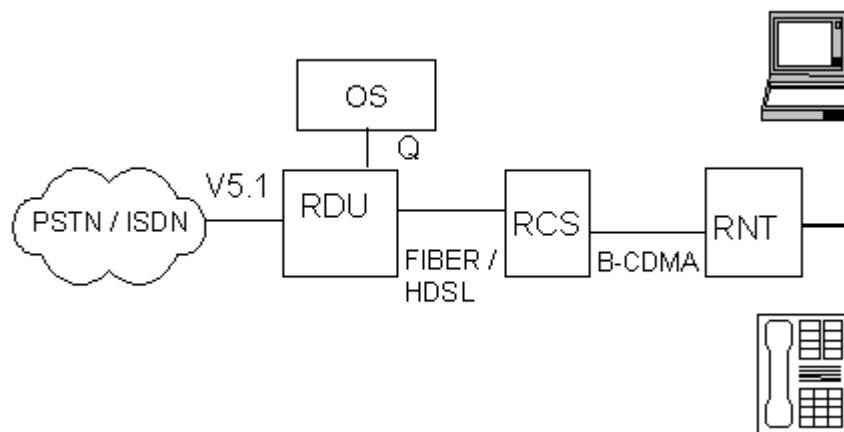 OS
Q
V5.1
PSTN / ISDN
RDU
RCS
RNT
FIBER /
HDSL
B-CDMA